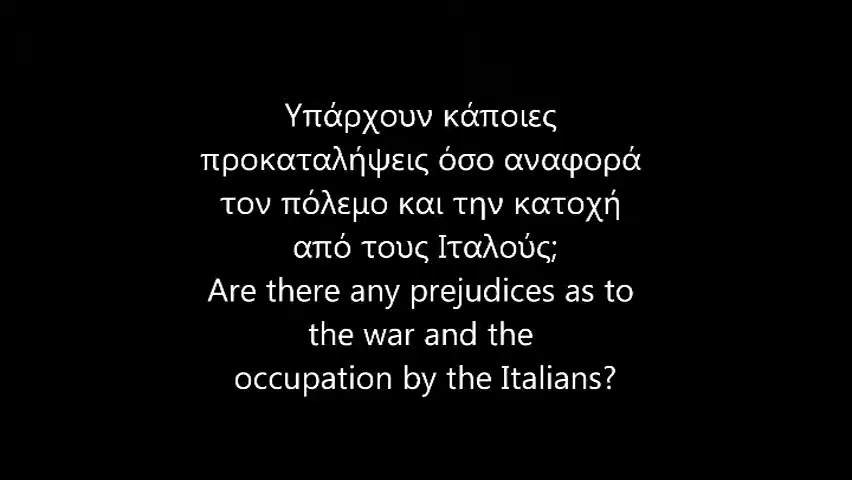 Υπάρχουν κάποιες
προκαταλήψεις όσο αναφορά
τον πόλεμο και την κατοχή
από τους Ιταλούς;
Are there any prejudices as to
the war and the
occupation by the Italians?